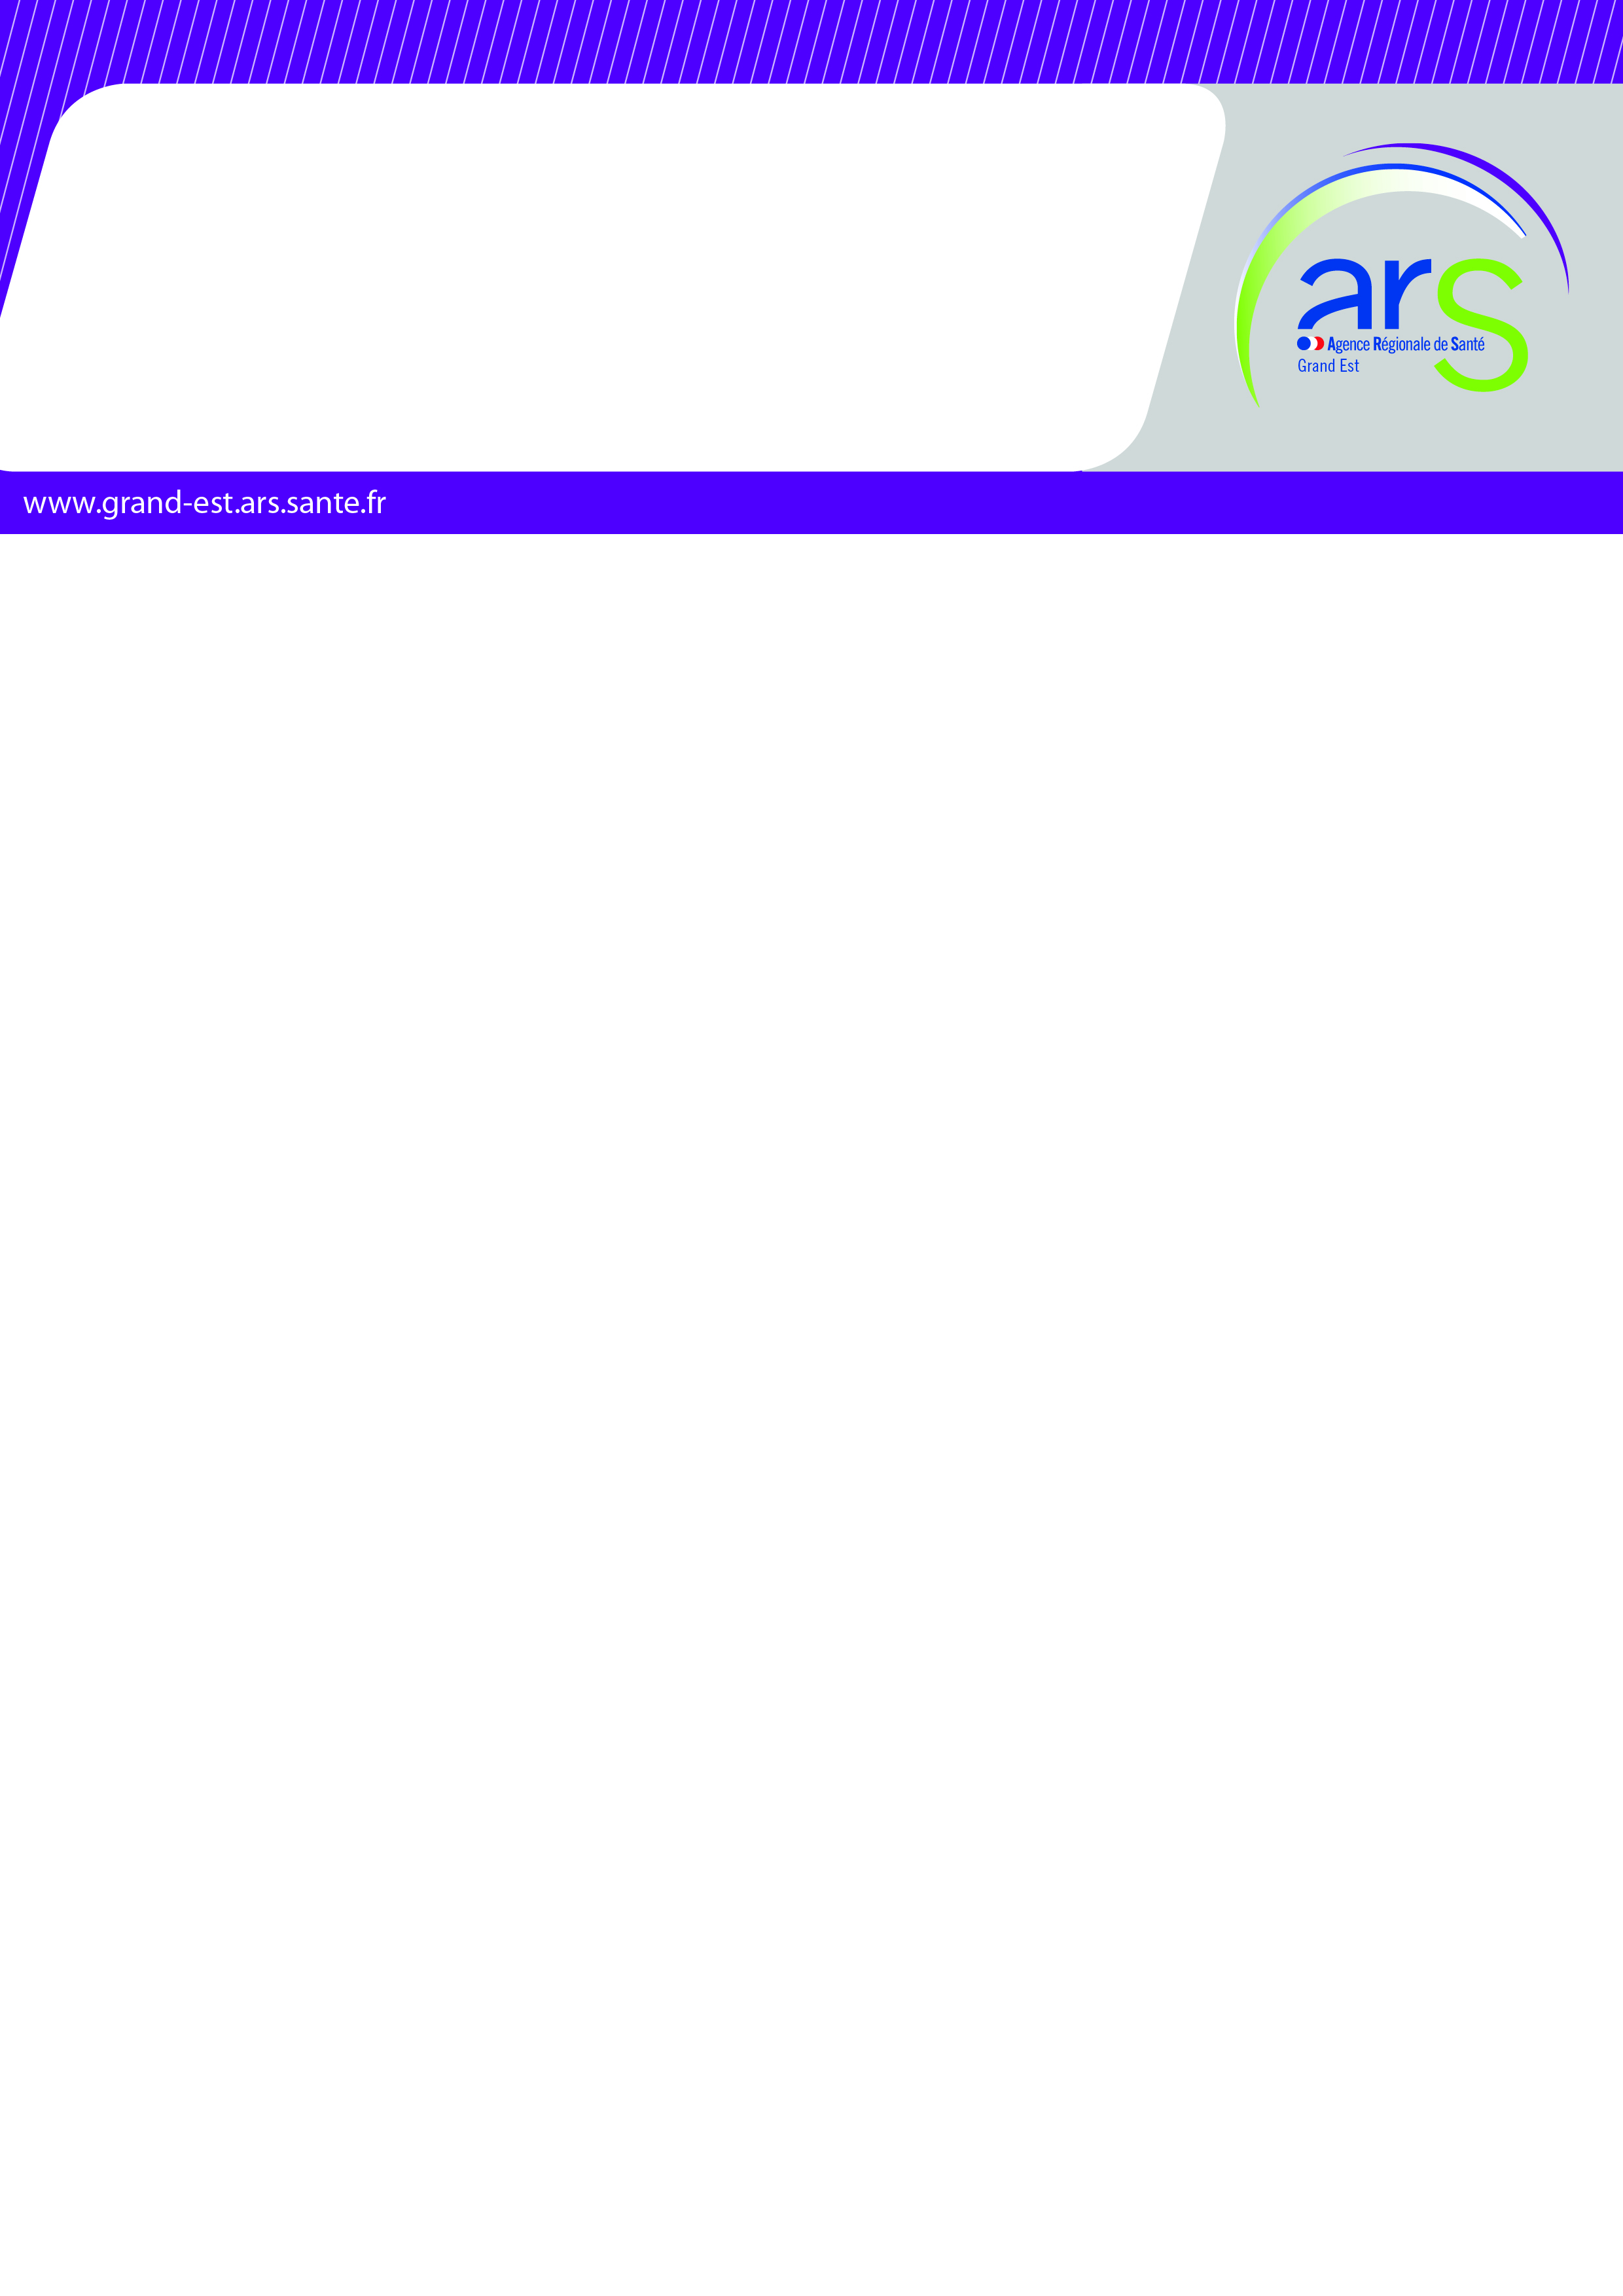 ars
Agence Régionale de Santé
Grand Est
www.grand-est.ars.sante.fr